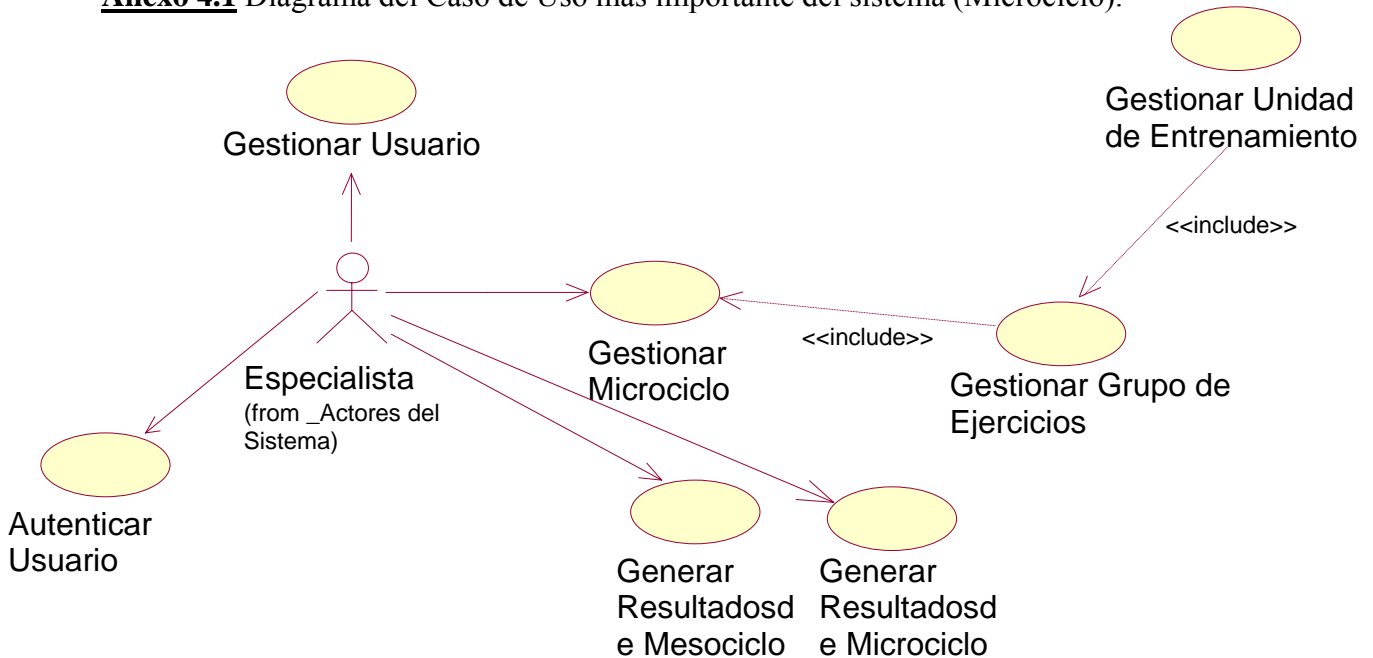 Anexo 4.1 Diagrama del Caso de Uso más importante del sistema (Microciclo).
Gestionar Unidad
de Entrenamiento
Gestionar Usuario
<<include>>
<<include>>
Gestionar
Microciclo
Especialista
(from _Actores del
Sistema)
Gestionar Grupo de
Ejercicios
Autenticar
Usuario
Generar
Resultadosd
e Mesociclo
Generar
Resultadosd
e Microciclo